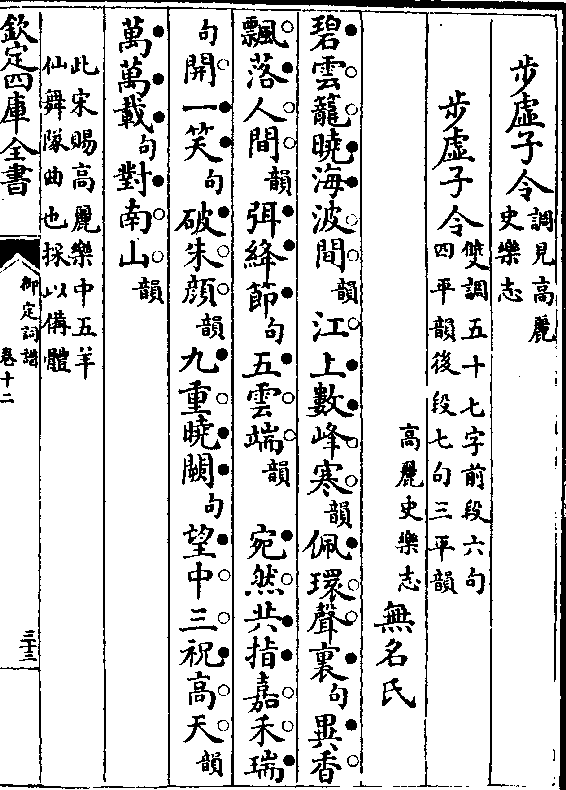 步虛子令調見高麗
史樂志
步虛子令雙調五十七字前段六句
四平韻後段七句三平韻
高麗史樂志 無名氏
碧雲籠曉海波間韻江上數峰寒韻佩環聲裏句異香
飄落人間韻弭絳節句五雲端韻 宛然共指嘉禾瑞
句開一笑句破朱顏韻九重曉闕句望中三祝高天韻
萬萬載句對南山韻
此宋賜高麗樂中五羊
仙舞隊曲也採以備體
欽定四庫全書
御定詞譜
卷十二
三十三